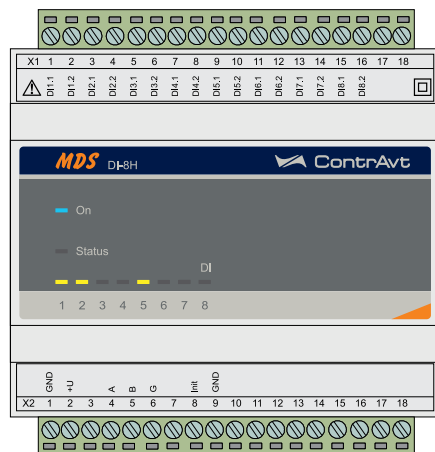 X1 1 2 3 4 5 6 7 8 9 10 11 12 13 14 15 16 17 18
DI1.1 DI1.2 DI2.1 DI2.2 DI3.1 DI3.2 DI4.1 DI4.2 DI5.1 DI5.2 DI6.1 DI6.2 DI7.1 DI7.2 DI8.1 DI8.2
MDS DI-8H ContrAvt
On
Status
DI
1 2 3 4 5 6 7 8
GND +U A B G Init GND
X2 1 2 3 4 5 6 7 8 9 10 11 12 13 14 15 16 17 18